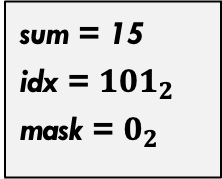 sum = 15
idx = 101₂
mask = 0₂